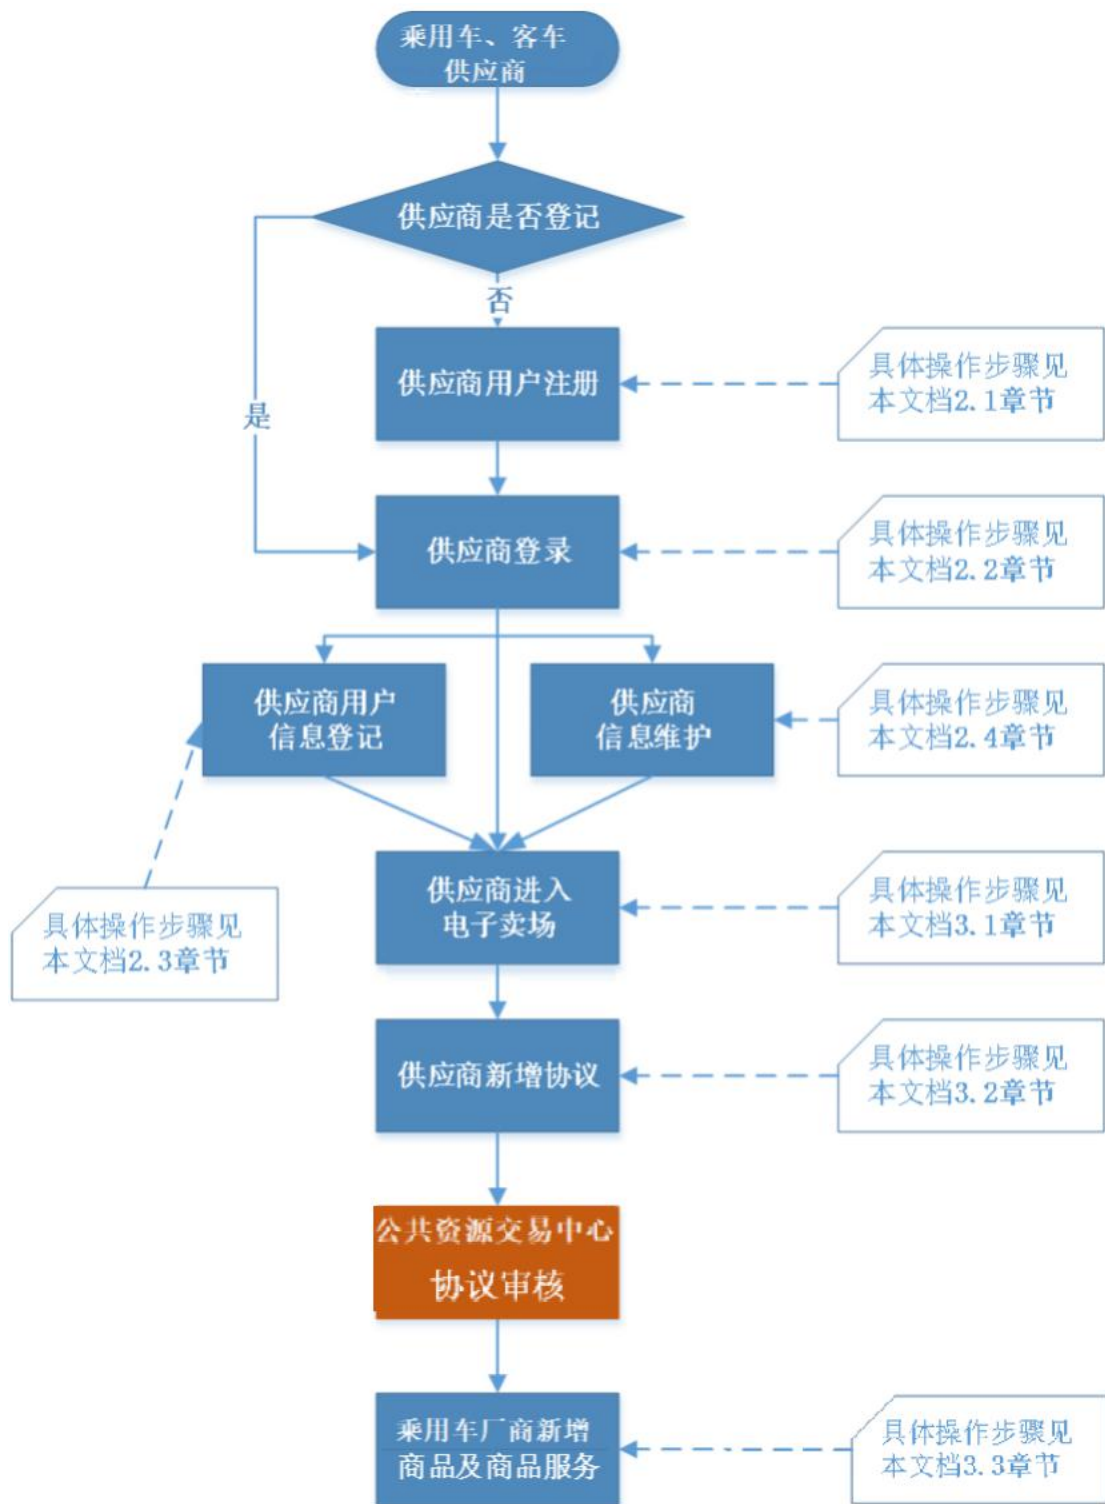 乘用车、客车
供应商
供应商是否登记
否
是
供应商用户注册
具体操作步骤见
本文档2.1章节
供应商登录
具体操作步骤见
本文档2.2章节
供应商用户
信息登记
供应商
信息维护
具体操作步骤见
本文档2.4章节
具体操作步骤见
本文档2.3章节
供应商进入
电子卖场
具体操作步骤见
本文档3.1章节
供应商新增协议
具体操作步骤见
本文档3.2章节
公共资源交易中心
协议审核
乘用车厂商新增
商品及商品服务
具体操作步骤见
本文档3.3章节